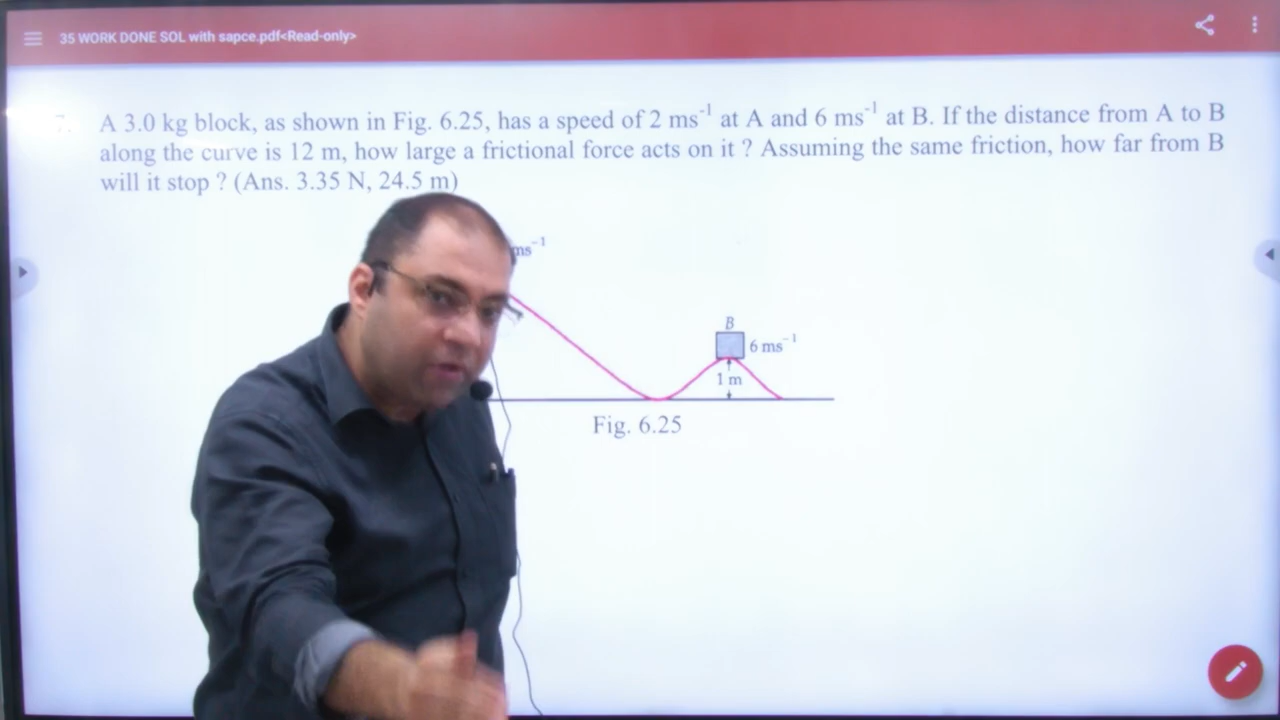 35 WORK DONE SOL with sapce.pdf<Read-only>
7. A 3.0 kg block, as shown in Fig. 6.25, has a speed of 2 ms⁻¹ at A and 6 ms⁻¹ at B. If the distance from A to B
along the curve is 12 m, how large a frictional force acts on it ? Assuming the same friction, how far from B
will it stop ? (Ans. 3.35 N, 24.5 m)
ms⁻¹
B
6 ms⁻¹
1 m
Fig. 6.25